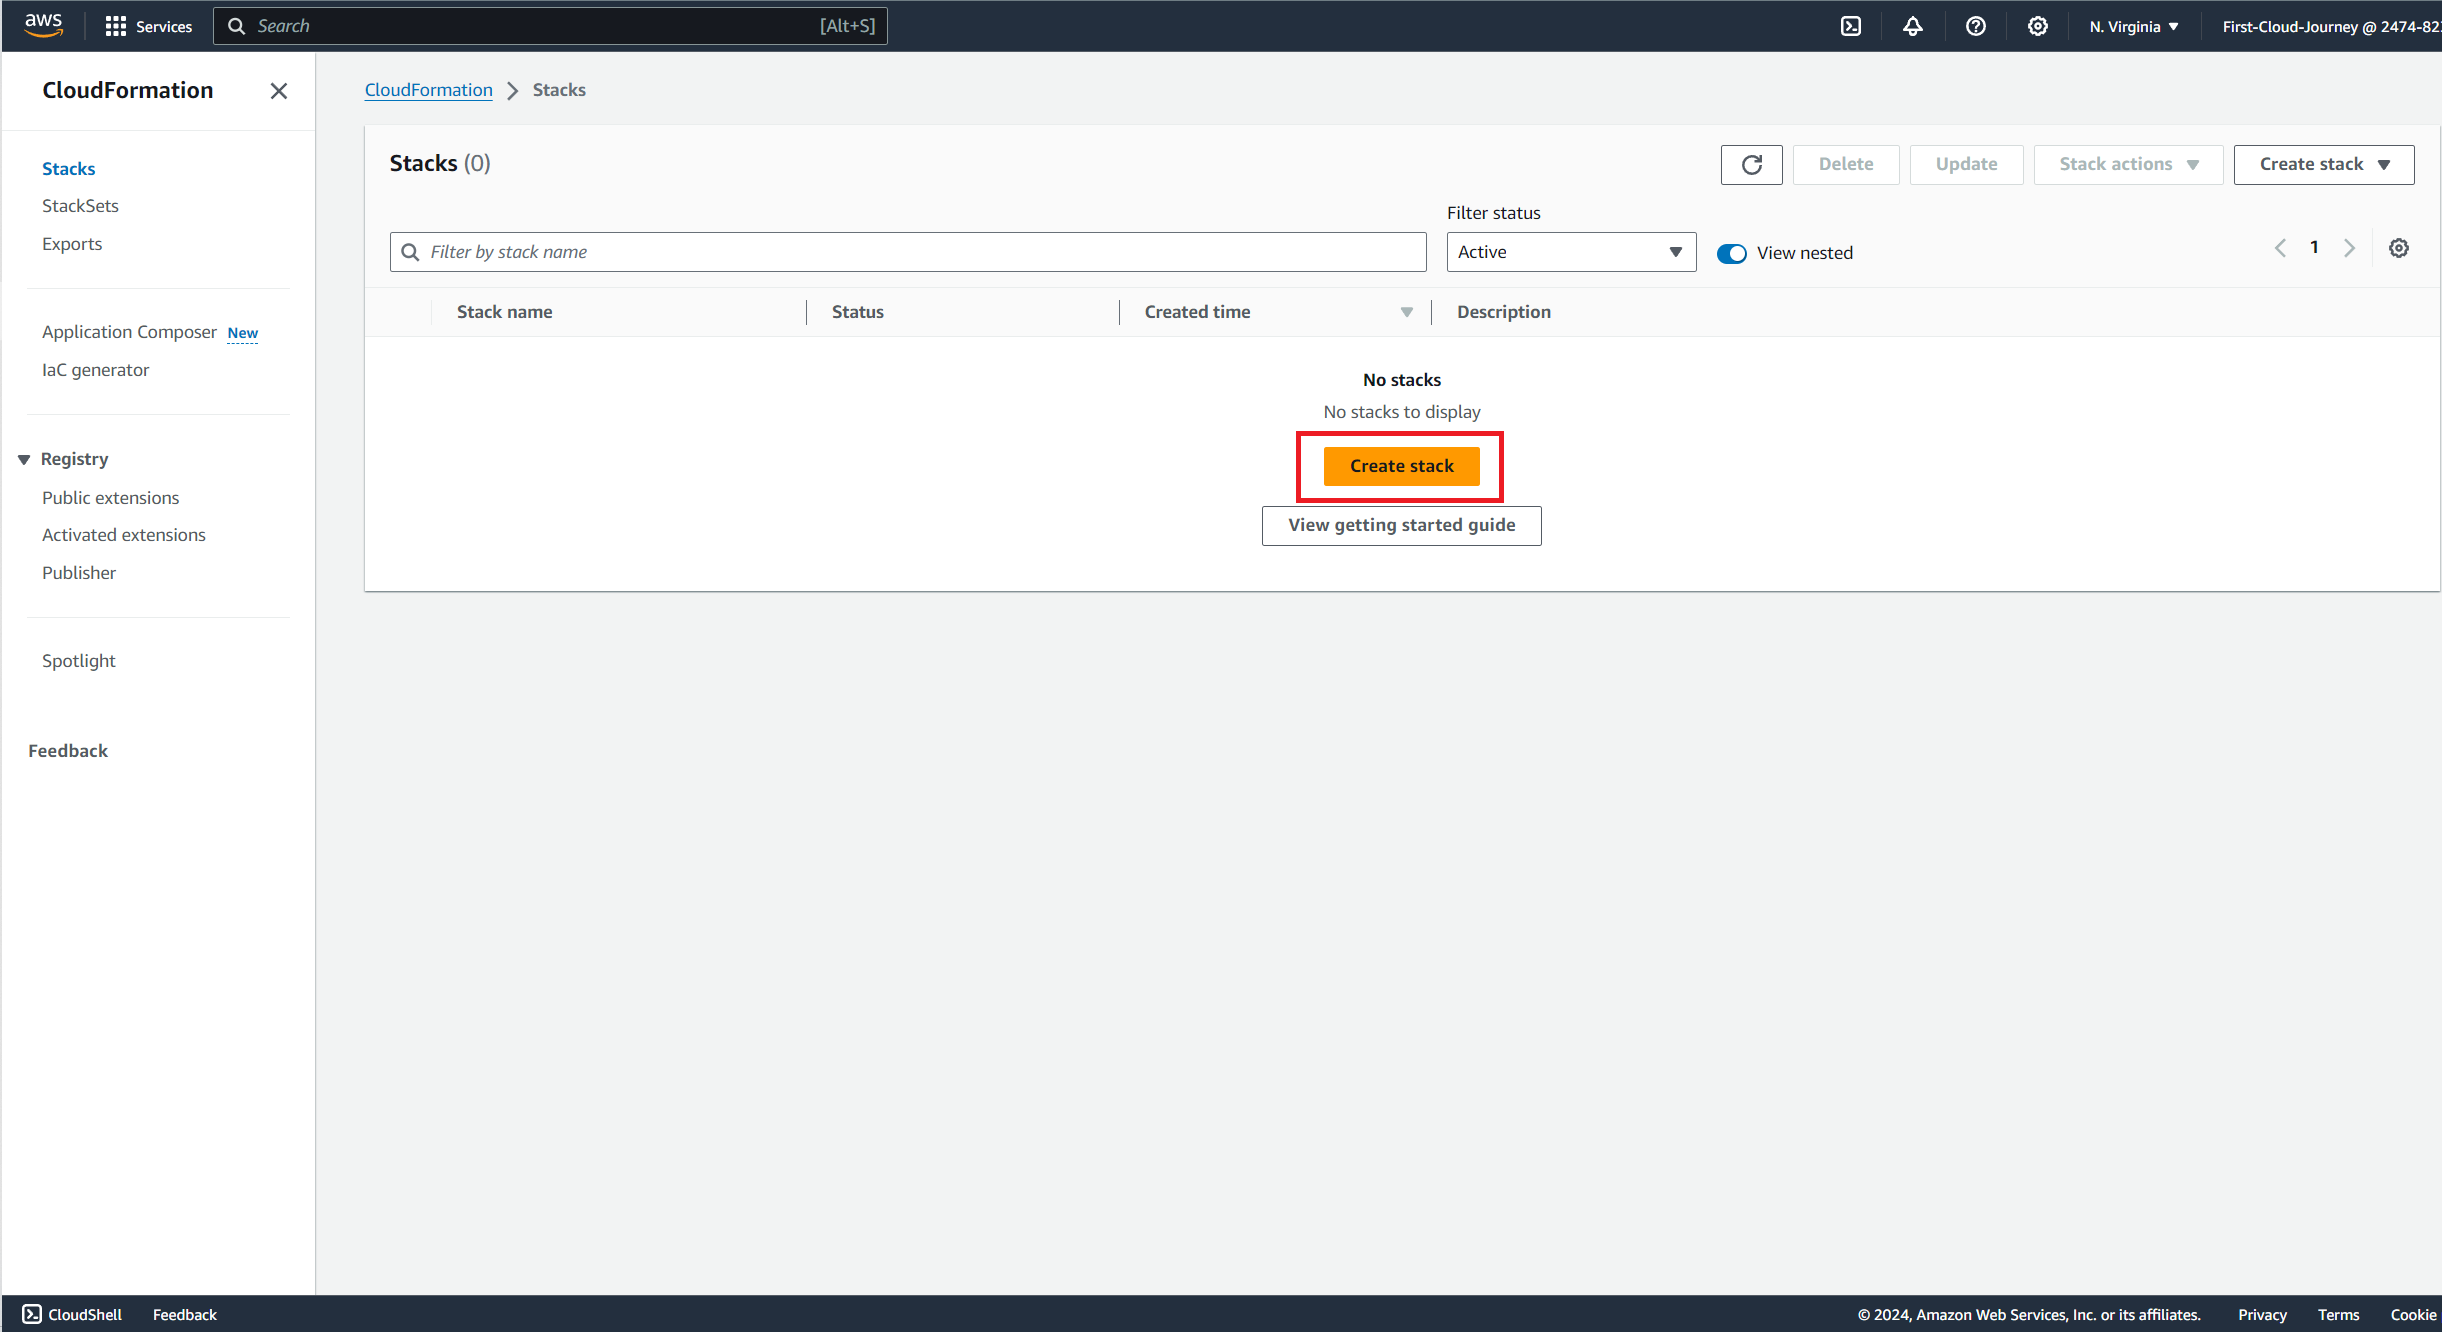 aws Services Search [Alt+S] N. Virginia First-Cloud-Journey @ 2474-82
CloudFormation
Stacks
StackSets
Exports
Application Composer New
IaC generator
Registry
Public extensions
Activated extensions
Publisher
Spotlight
Feedback
CloudFormation Stacks
Stacks (0)
Delete Update Stack actions Create stack
Filter status
Filter by stack name Active View nested 1
Stack name Status Created time Description
No stacks
No stacks to display
Create stack
View getting started guide
CloudShell Feedback © 2024, Amazon Web Services, Inc. or its affiliates. Privacy Terms Cookie